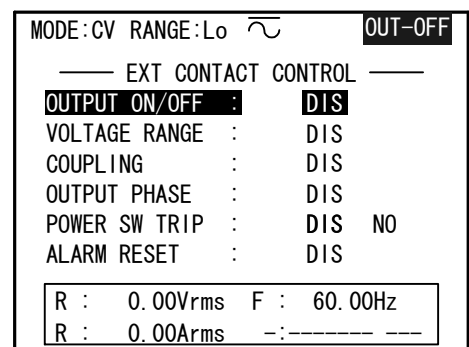 MODE:CV RANGE:Lo OUT-OFF
EXT CONTACT CONTROL
OUTPUT ON/OFF : DIS
VOLTAGE RANGE : DIS
COUPLING : DIS
OUTPUT PHASE : DIS
POWER SW TRIP : DIS NO
ALARM RESET : DIS
R : 0.00Vrms F : 60.00Hz
R : 0.00Arms -:------- ---